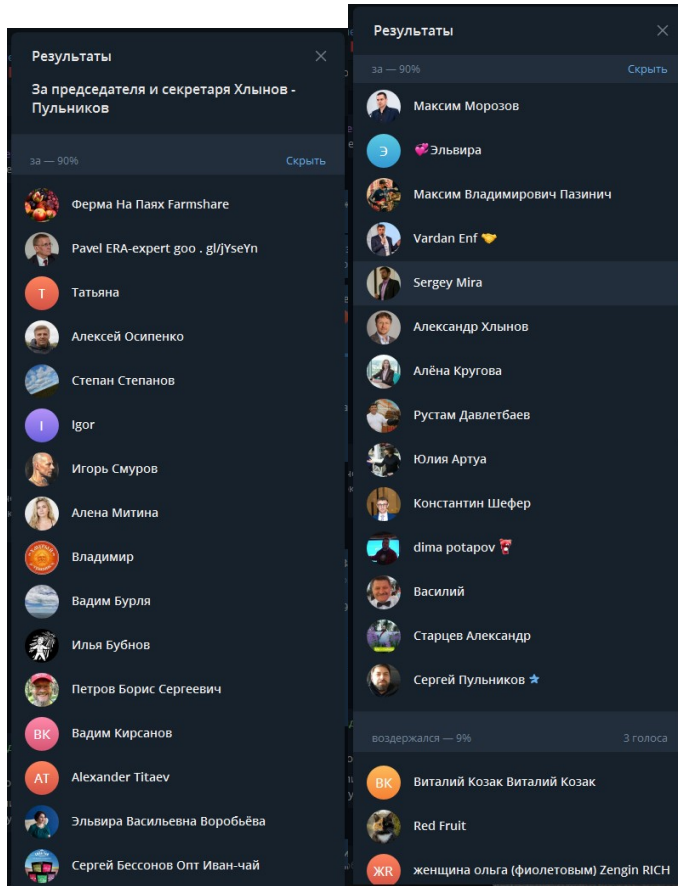 Результаты
За председателя и секретаря Хлынов -
Пульников
за — 90%
Скрыть
Ферма На Паях Farmshare
Pavel ERA-expert goo . gl/jYseYn
Т
Татьяна
Алексей Осипенко
Степан Степанов
I
Igor
Игорь Смуров
Алена Митина
Владимир
Вадим Бурля
Илья Бубнов
Петров Борис Сергеевич
ВК
Вадим Кирсанов
AT
Alexander Titaev
Эльвира Васильевна Воробьёва
Сергей Бессонов Опт Иван-чай
Результаты
за — 90%
Скрыть
Максим Морозов
Э
💞Эльвира
Максим Владимирович Пазинич
Vardan Enf 🤝
Sergey Mira
Александр Хлынов
Алёна Кругова
Рустам Давлетбаев
Юлия Артуа
Константин Шефер
dima potapov
Василий
Старцев Александр
Сергей Пульников
воздержался — 9%
3 голоса
ВК
Виталий Козак Виталий Козак
Red Fruit
ЖR
женщина ольга (фиолетовым) Zengin RICH